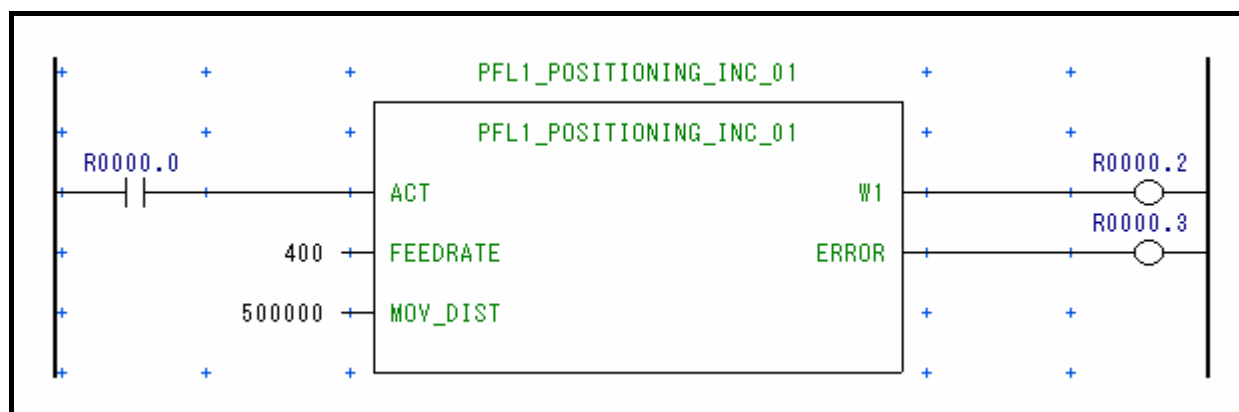 PFL1_POSITIONING_INC_01
PFL1_POSITIONING_INC_01
R0000.0
R0000.2
ACT
W1
R0000.3
400
FEEDRATE
ERROR
500000
MOV_DIST